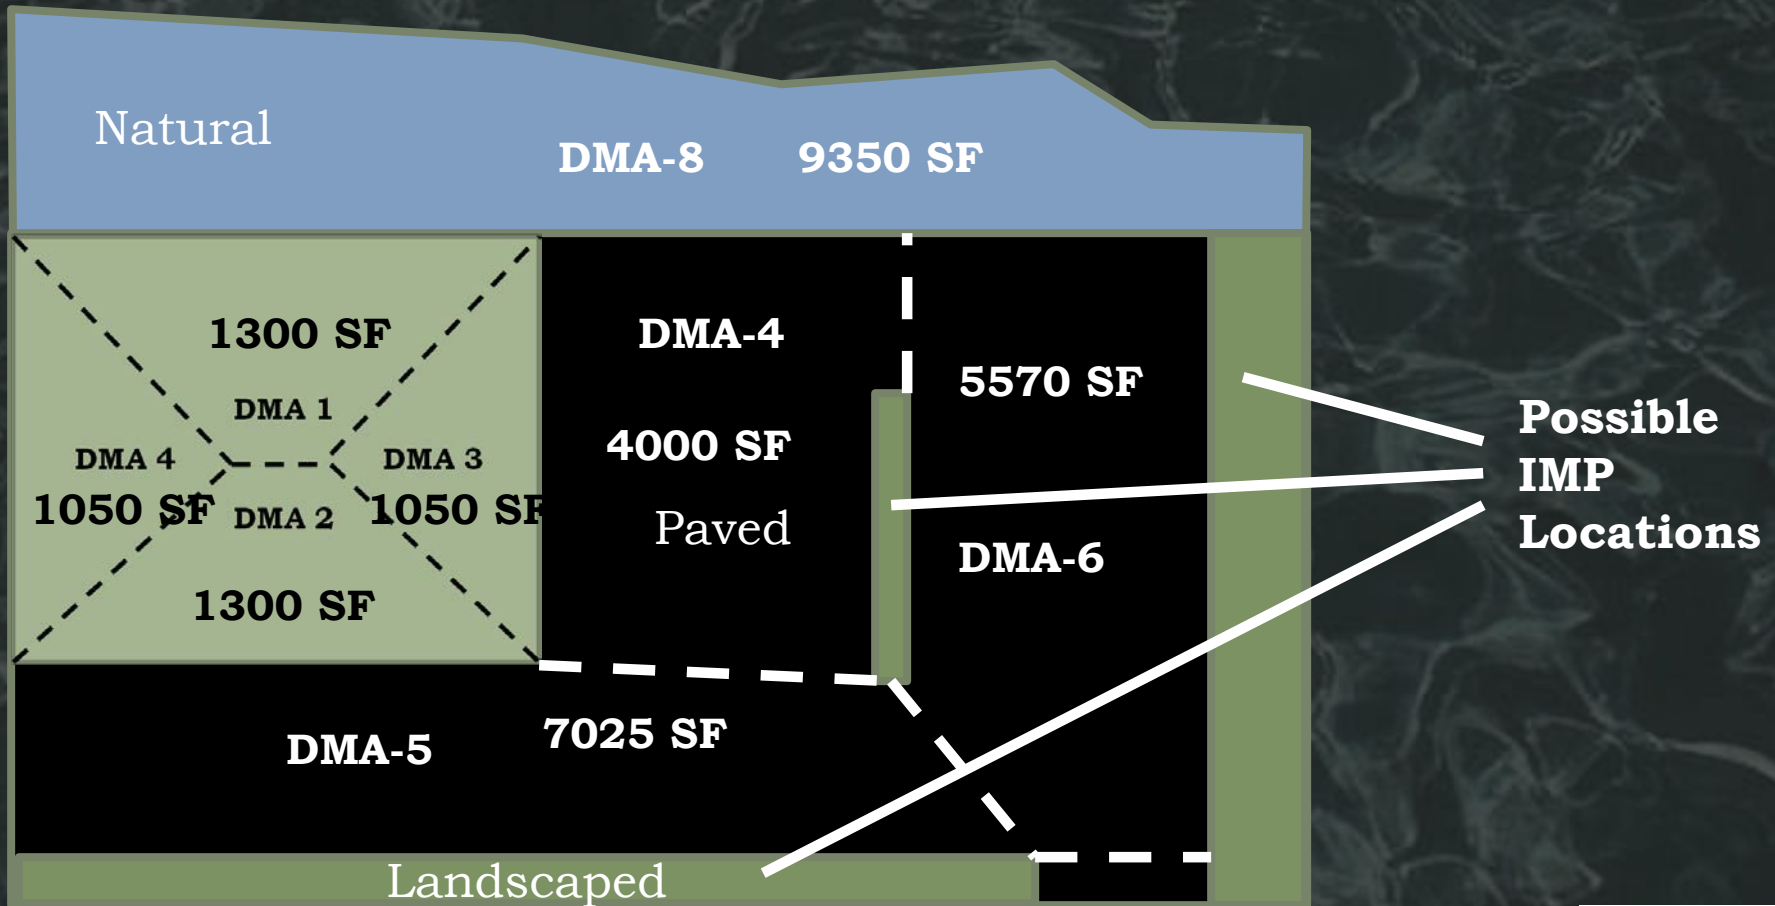 Natural
DMA-8 9350 SF
1300 SF
DMA 1
DMA 4
1050 SF
DMA 3
1050 SF
DMA 2
1300 SF
DMA-4
4000 SF
Paved
5570 SF
DMA-6
DMA-5
7025 SF
Landscaped
Possible
IMP
Locations